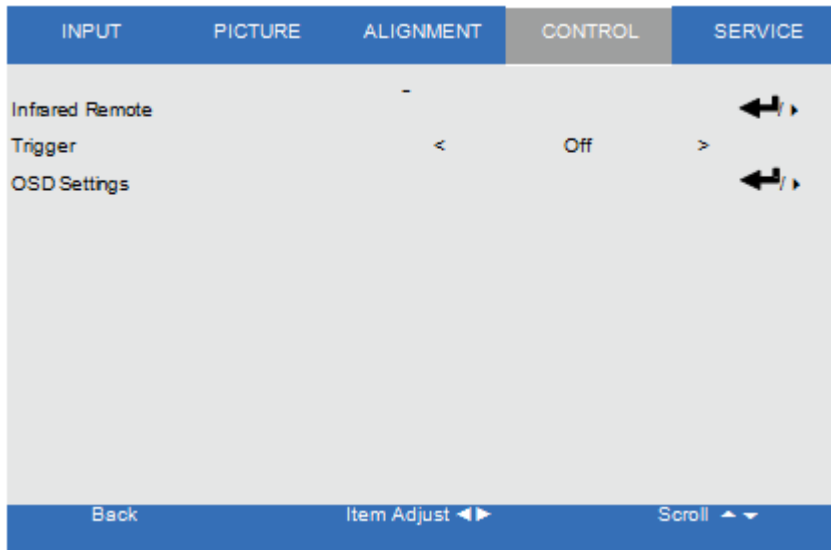 INPUT PICTURE ALIGNMENT CONTROL SERVICE
-
Infrared Remote /
Trigger < Off >
OSD Settings /
Back Item Adjust ◀▶ Scroll ▲▼